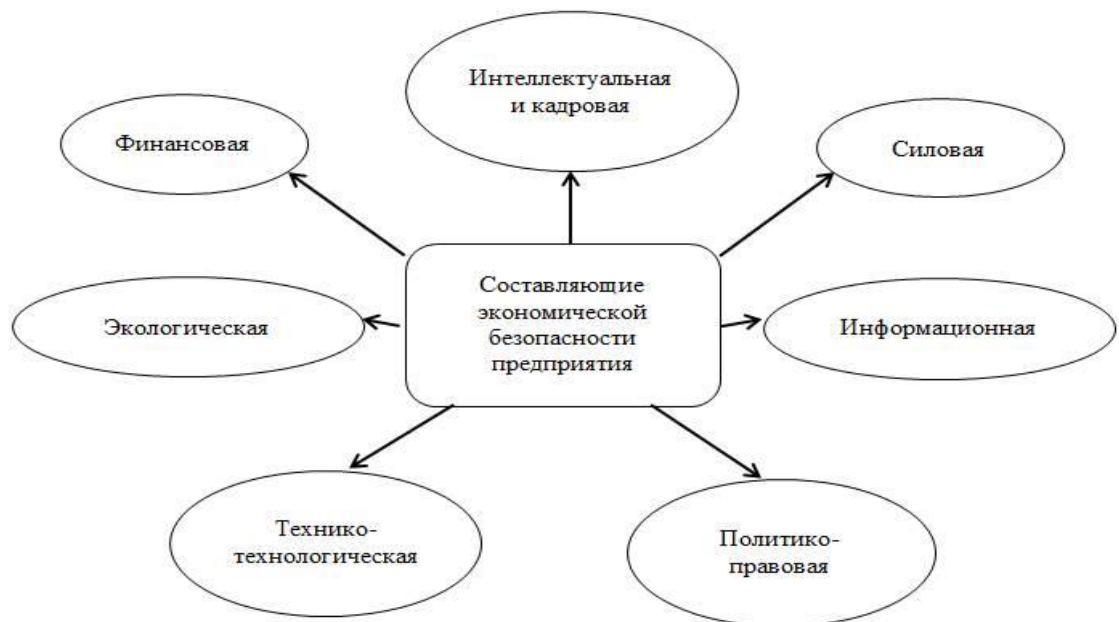 Интеллектуальная
и кадровая
Финансовая
Силовая
Составляющие
экономической
безопасности
предприятия
Экологическая
Информационная
Технико-
технологическая
Политико-
правовая